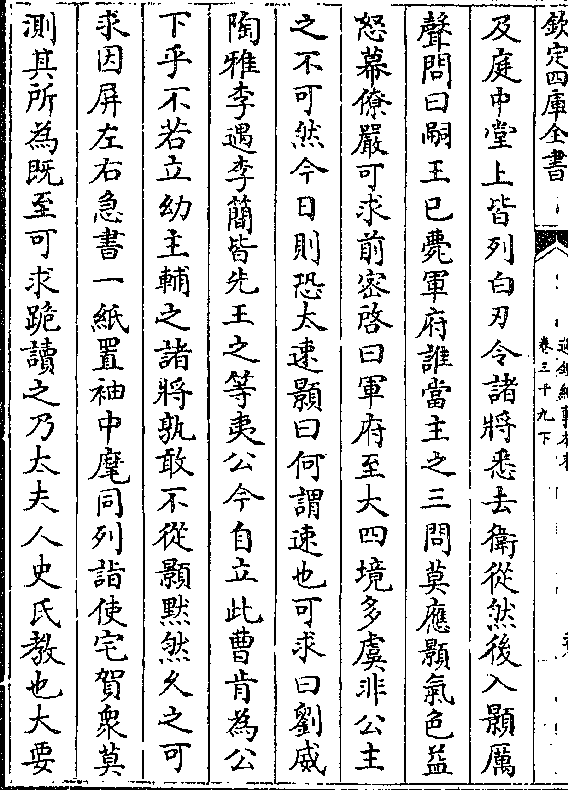 欽定四庫全書
通鑑紀事本末
卷三十九下
及庭中堂上皆列白刃令諸將悉去衛從然後入顥厲
聲問曰嗣王已薨軍府誰當主之三問莫應顥氣色益
怒幕僚嚴可求前密啓曰軍府至大四境多虞非公主
之不可然今日則恐太速顥曰何謂速也可求曰劉威
陶雅李遇李簡皆先王之等夷公今自立此曹肯為公
下乎不若立幼主輔之諸將孰敢不從顥黙然久之可
求因屏左右急書一紙置袖中麾同列詣使宅賀衆莫
測其所為既至可求跪讀之乃太夫人史氏教也大要